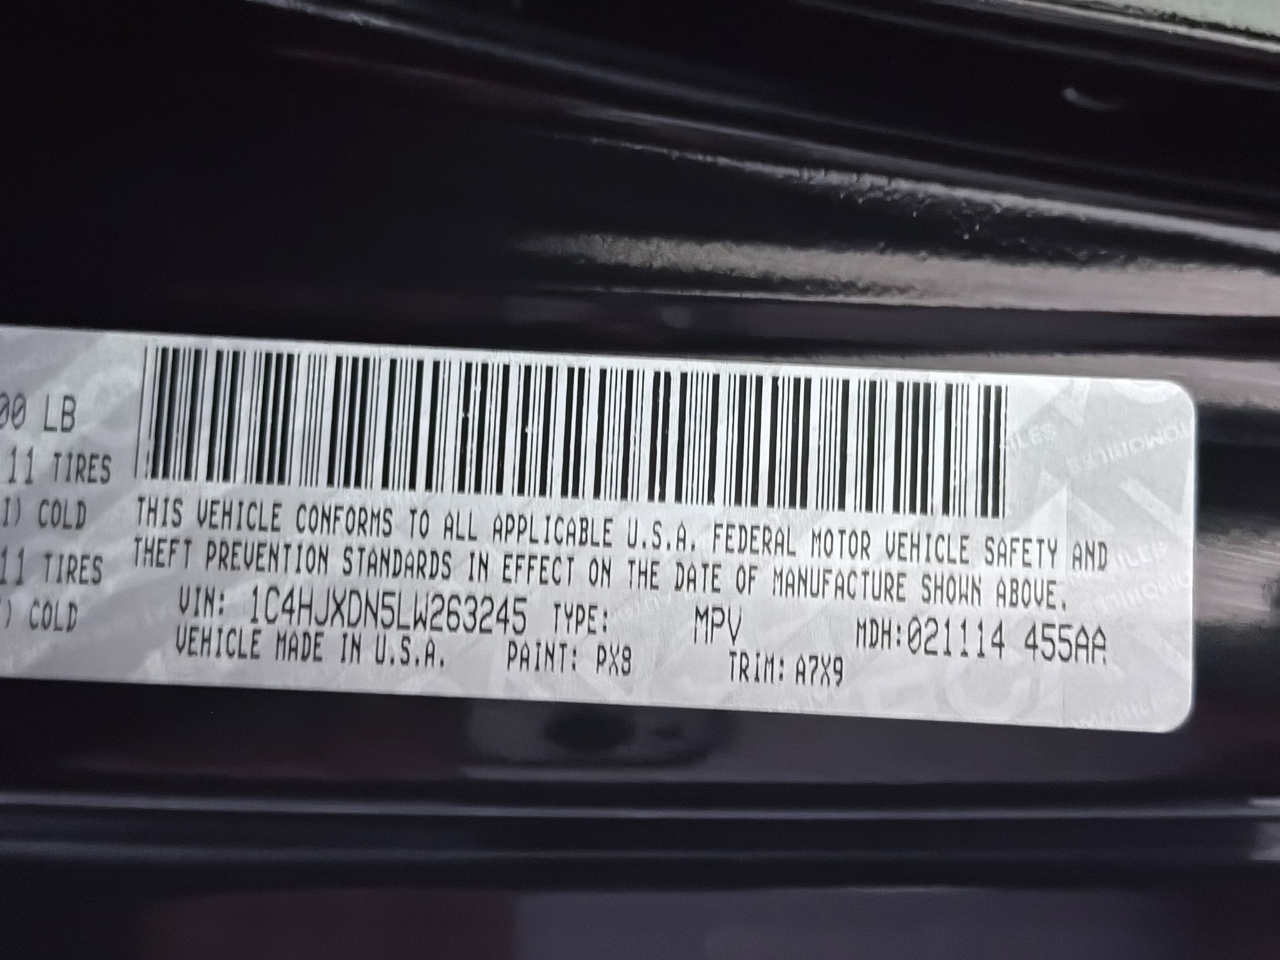 00 LB
11 TIRES
I) COLD
11 TIRES
) COLD
THIS VEHICLE CONFORMS TO ALL APPLICABLE U.S.A. FEDERAL MOTOR VEHICLE SAFETY AND
THEFT PREVENTION STANDARDS IN EFFECT ON THE DATE OF MANUFACTURE SHOWN ABOVE.
VIN: 1C4HJXDN5LW263245 TYPE: MPV MDH:021114 455AA
VEHICLE MADE IN U.S.A. PAINT: PX8 TRIM: A7X9